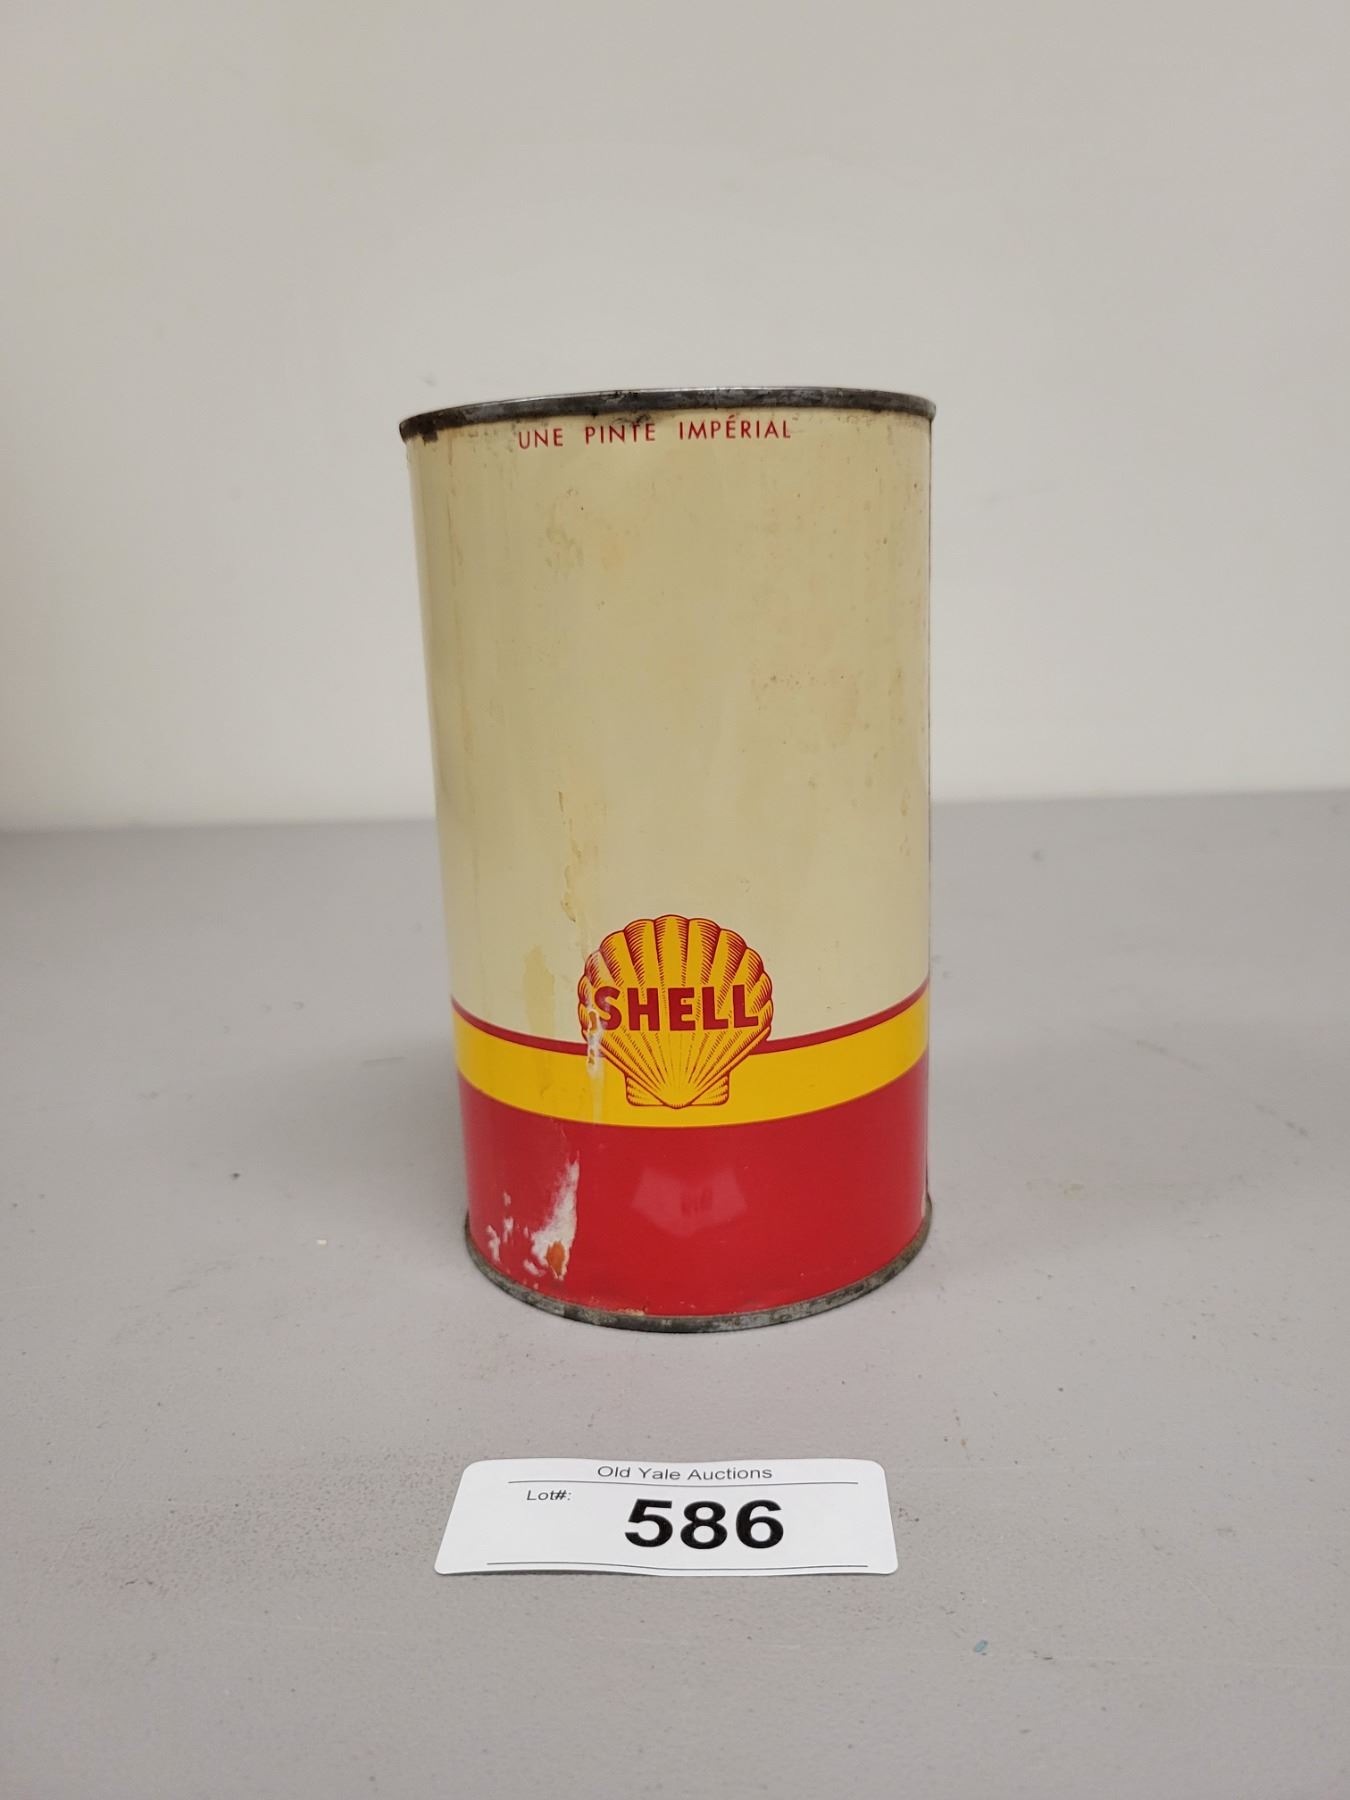 UNE PINTE IMPÉRIAL
SHELL
Old Yale Auctions
Lot#:
586